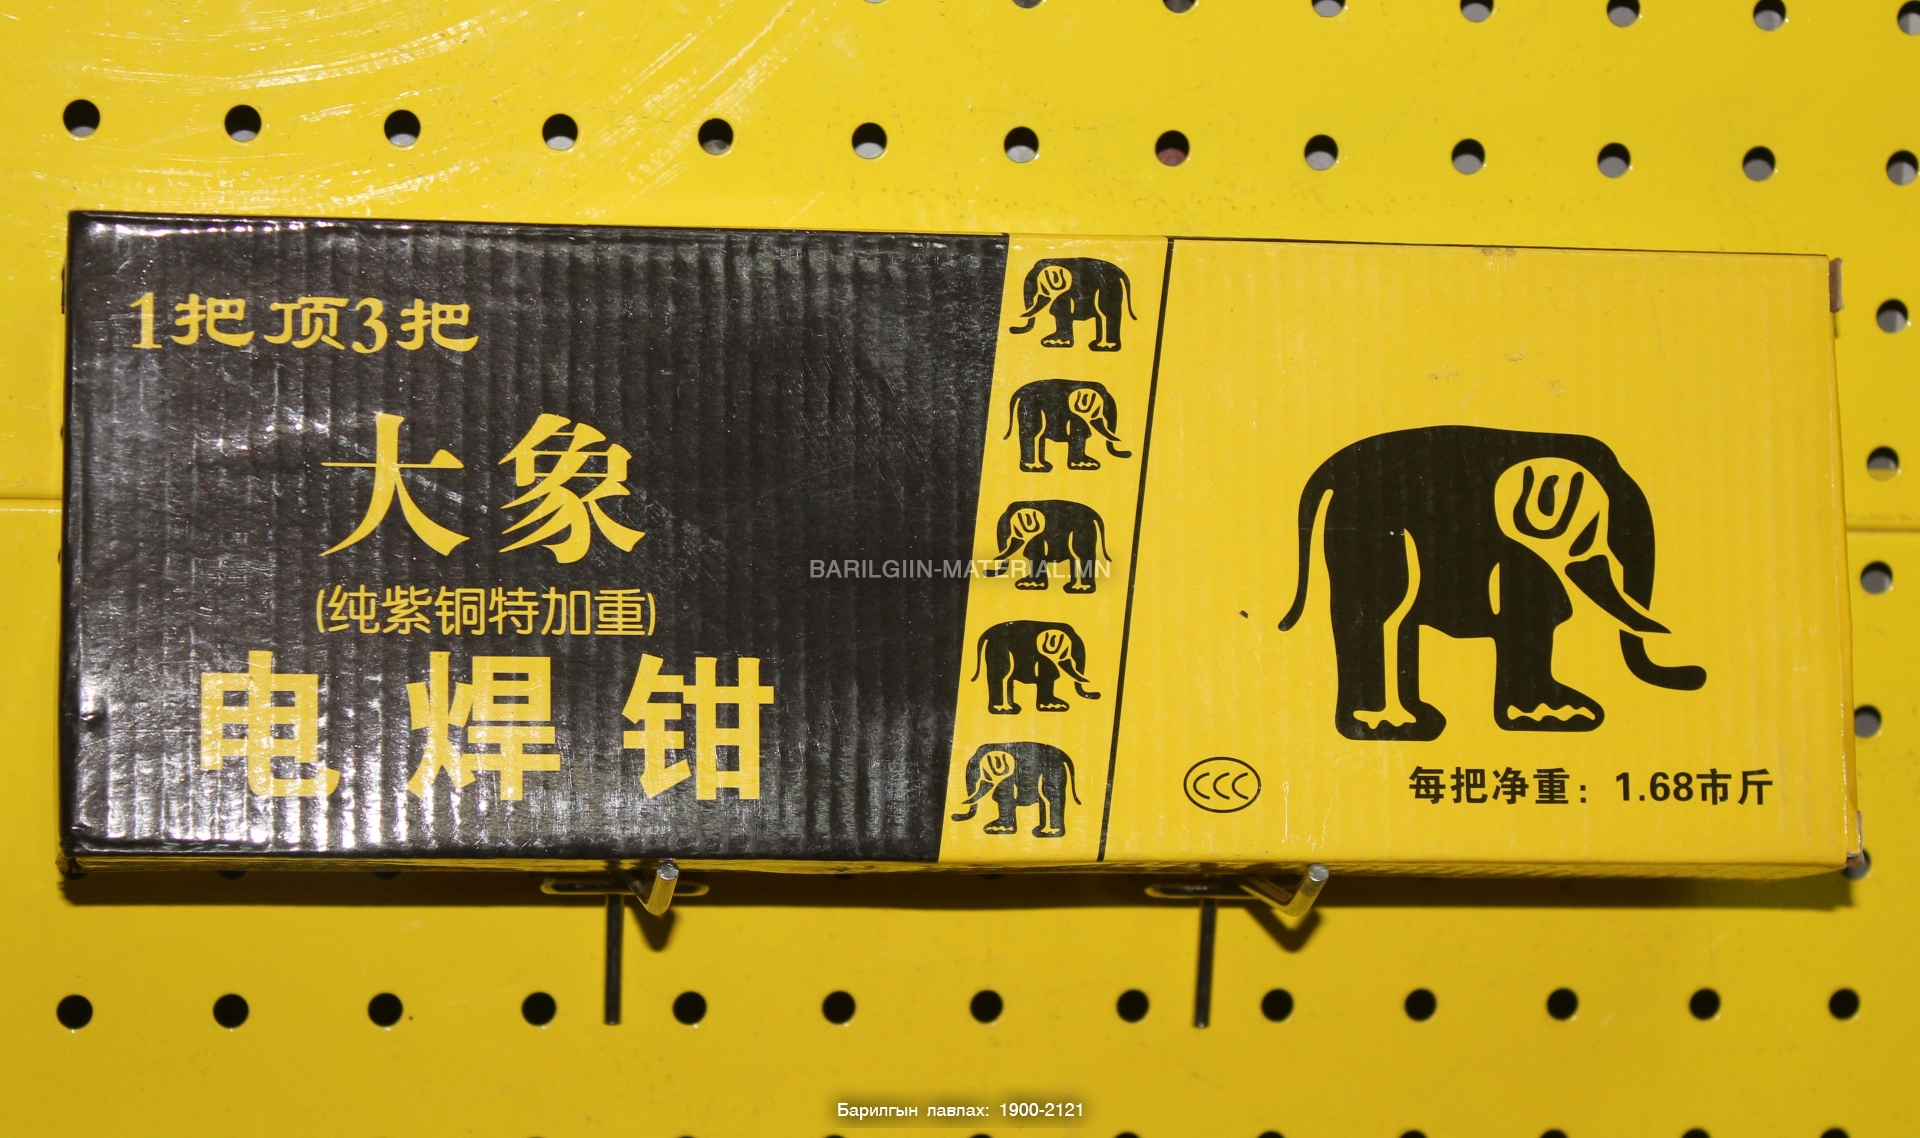 1把顶3把
大象
(纯紫铜特加重)
电焊钳
CCC
每把净重：1.68市斤
BARILGIIN-MATERIAL.MN
Барилгын лавлах: 1900-2121